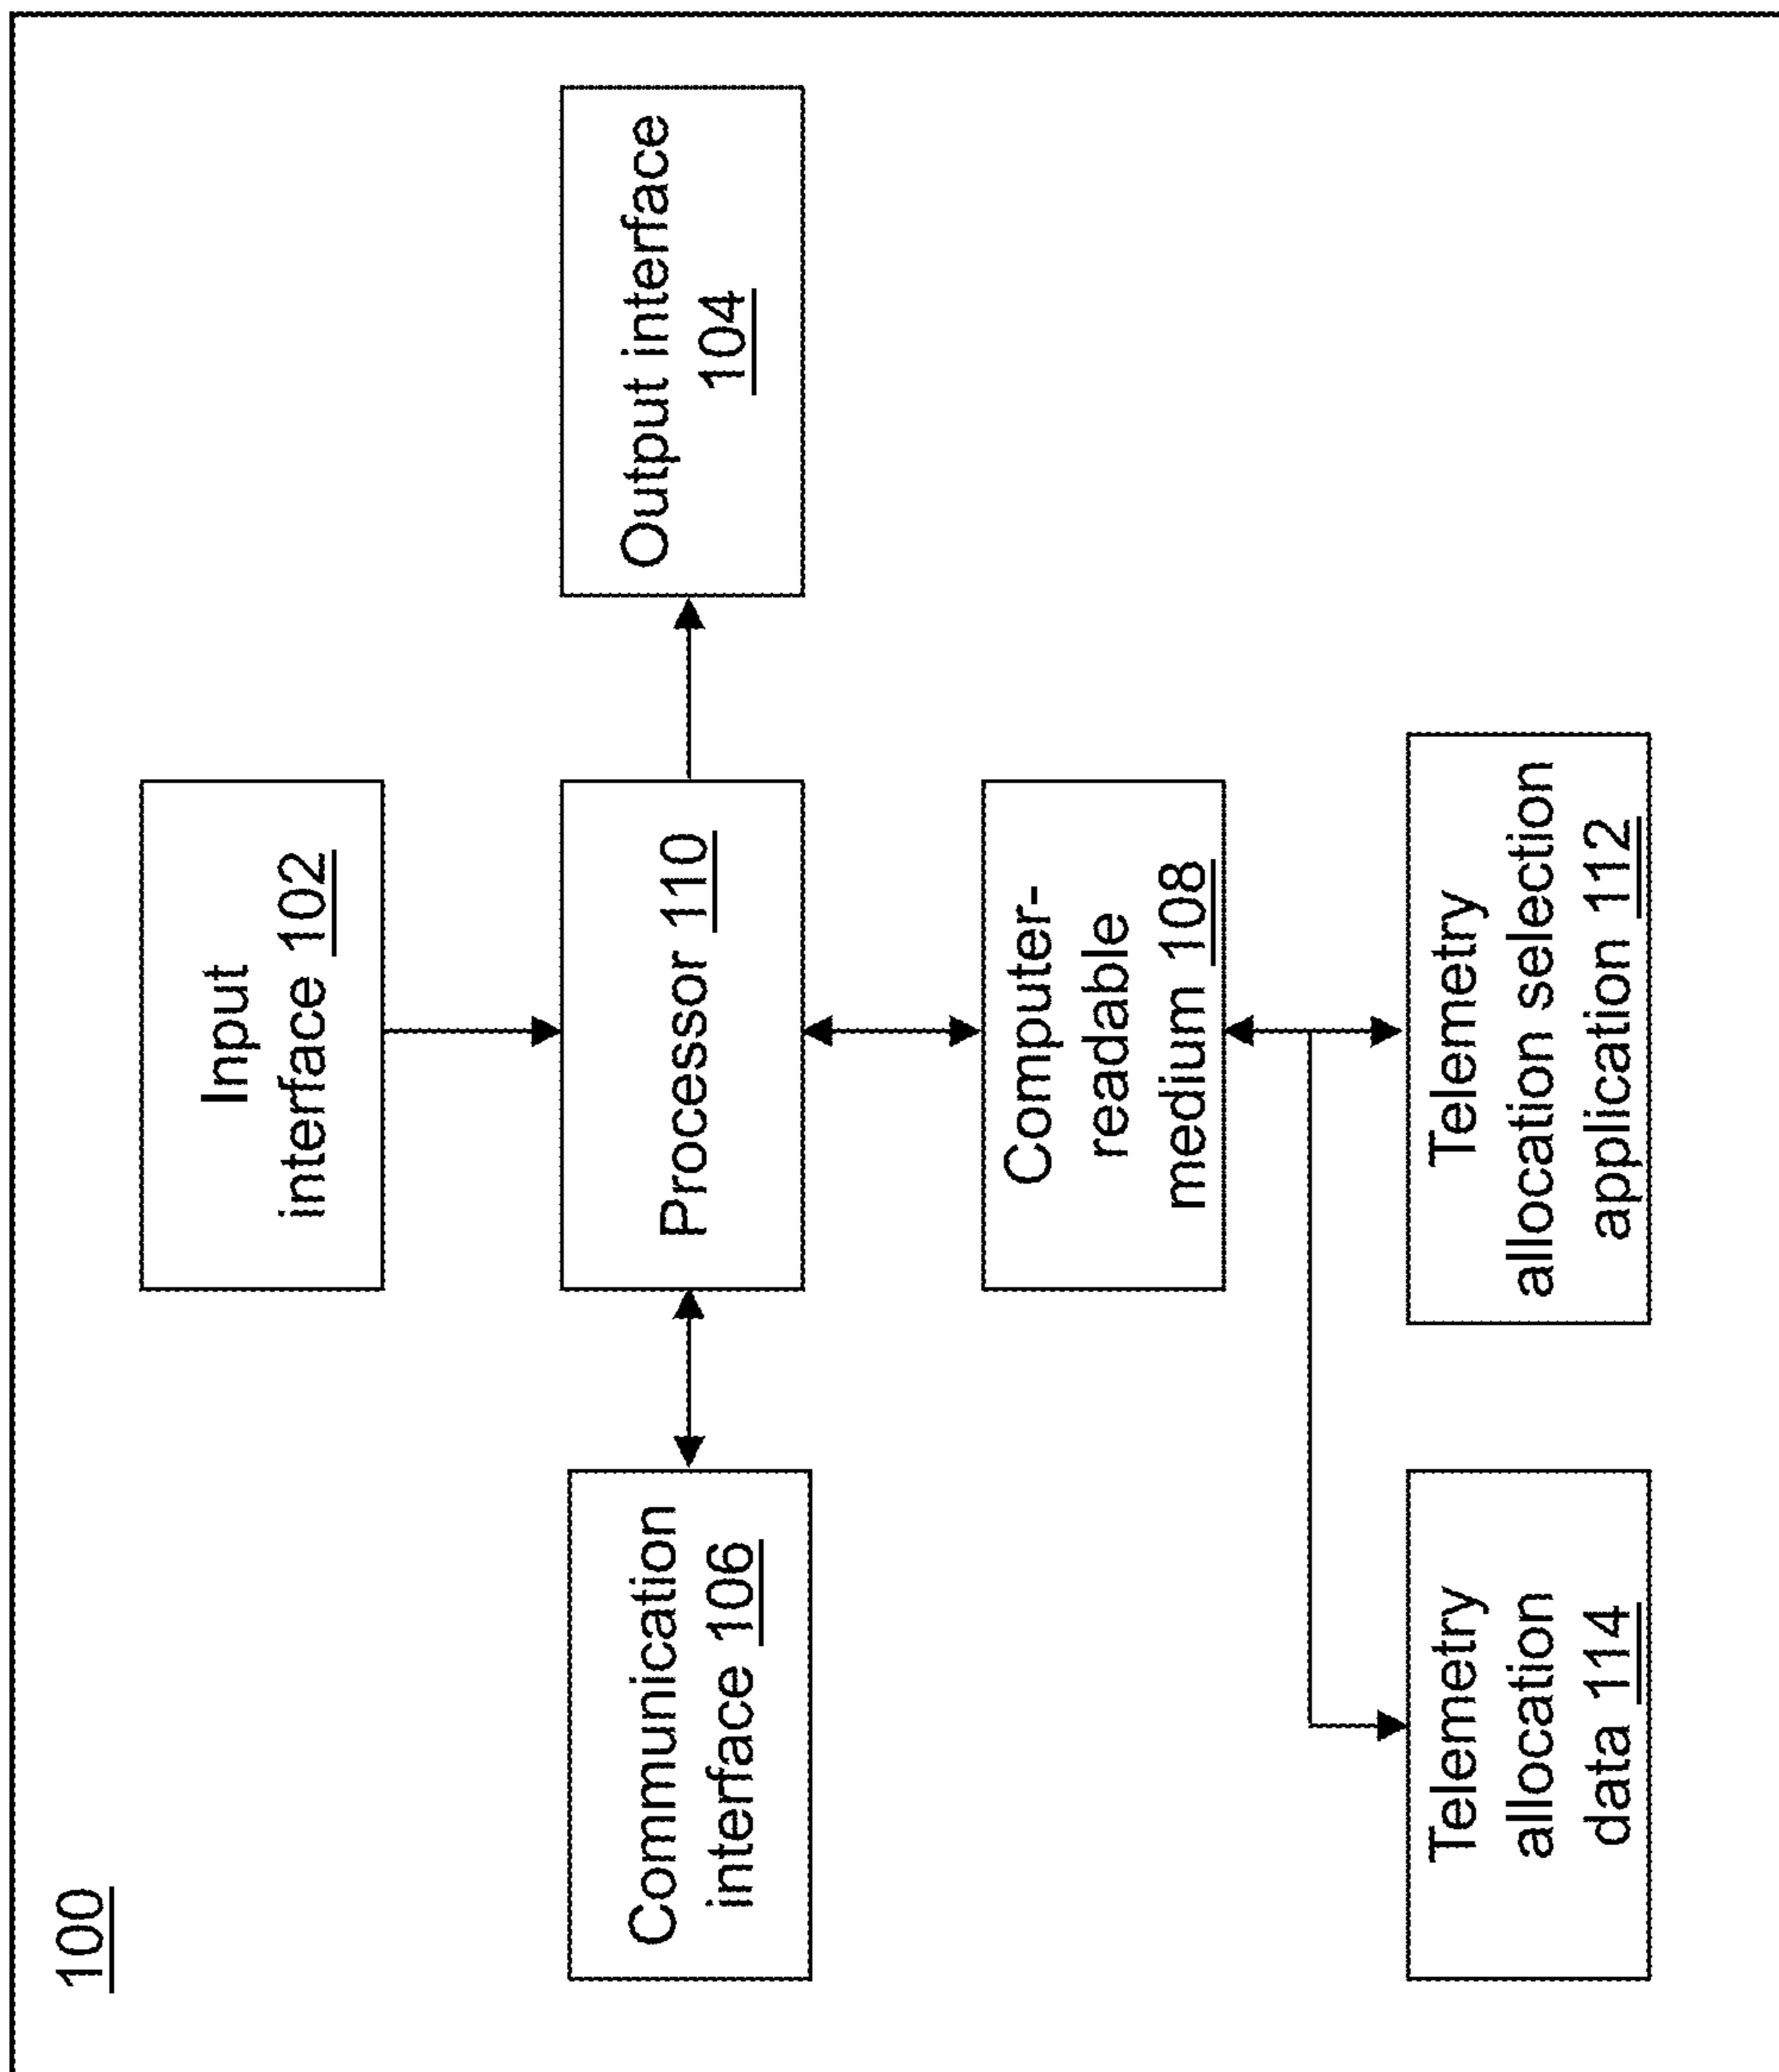 100
Input
interface 102
Communication
interface 106
Processor 110
Output interface
104
Computer-
readable
medium 108
Telemetry
allocation
data 114
Telemetry
allocation selection
application 112